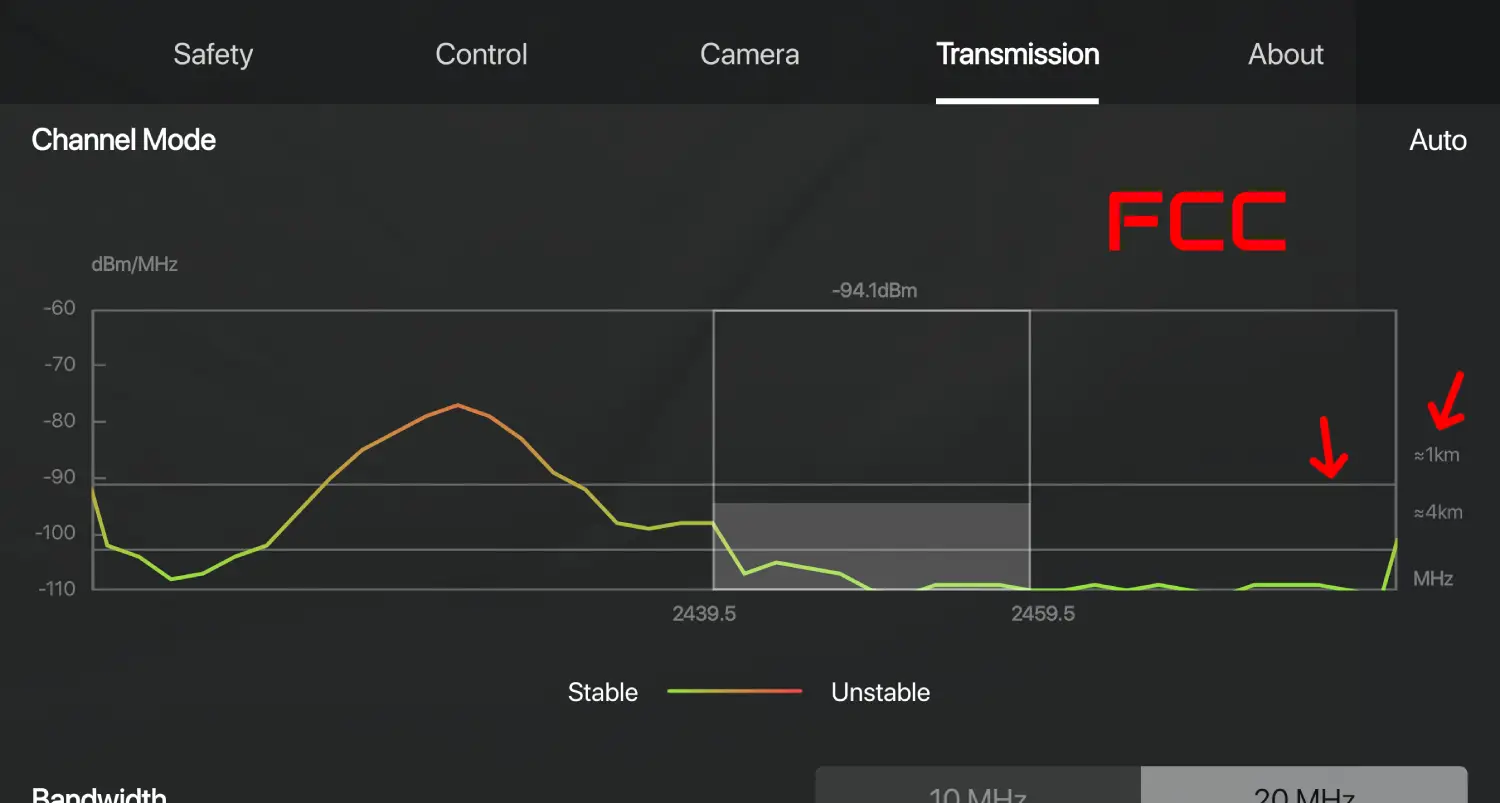 Safety Control Camera Transmission About
Channel Mode Auto
FCC
dBm/MHz
-94.1dBm
-60
-70
-80
-90
-100
-110
≈1km
≈4km
MHz
2439.5 2459.5
Stable Unstable
Bandwidth 10 MHz 20 MHz